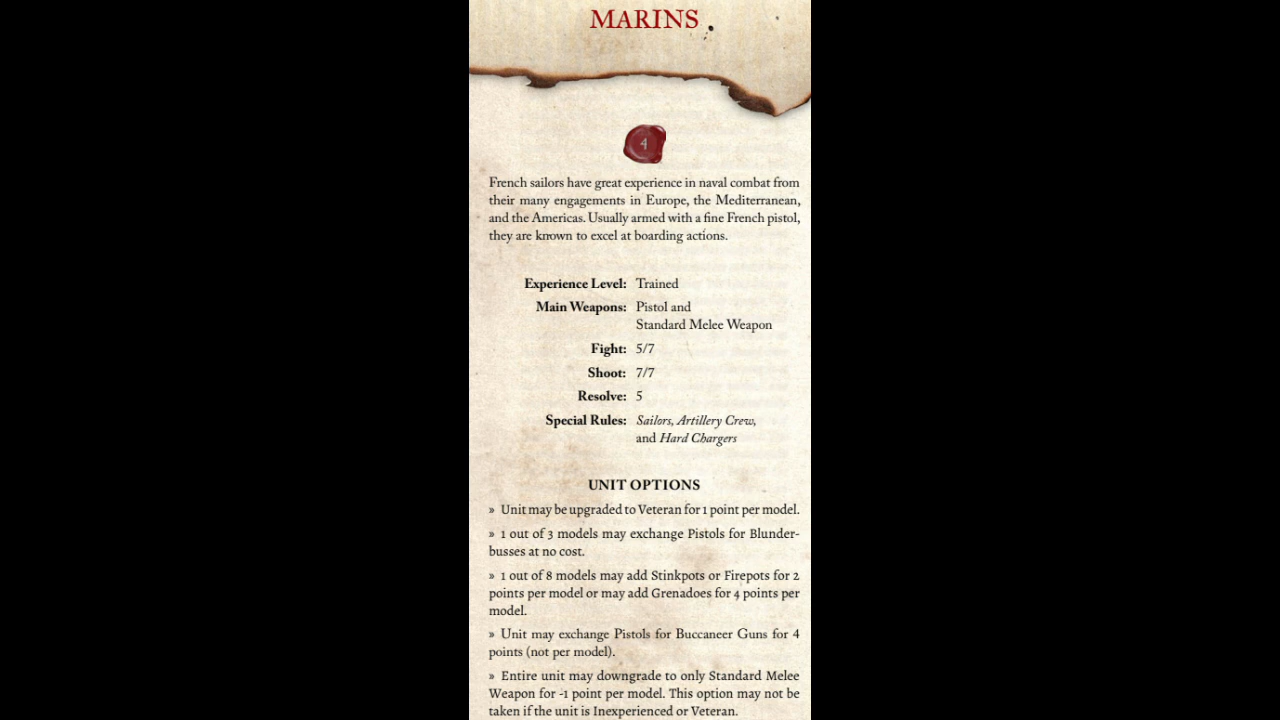 MARINS
4
French sailors have great experience in naval combat from
their many engagements in Europe, the Mediterranean,
and the Americas. Usually armed with a fine French pistol,
they are known to excel at boarding actions.
Experience Level: Trained
Main Weapons: Pistol and
Standard Melee Weapon
Fight: 5/7
Shoot: 7/7
Resolve: 5
Special Rules: Sailors, Artillery Crew,
and Hard Chargers
UNIT OPTIONS
» Unit may be upgraded to Veteran for 1 point per model.
» 1 out of 3 models may exchange Pistols for Blunder-
busses at no cost.
» 1 out of 8 models may add Stinkpots or Firepots for 2
points per model or may add Grenadoes for 4 points per
model.
» Unit may exchange Pistols for Buccaneer Guns for 4
points (not per model).
» Entire unit may downgrade to only Standard Melee
Weapon for -1 point per model. This option may not be
taken if the unit is Inexperienced or Veteran.